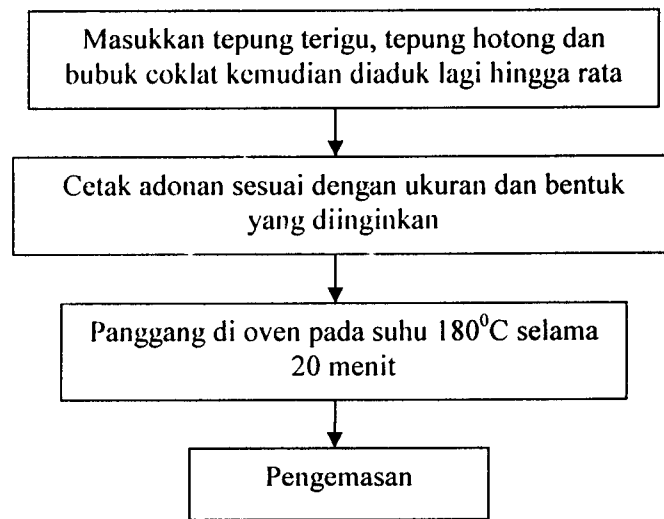 Masukkan tepung terigu, tepung hotong dan
bubuk coklat kemudian diaduk lagi hingga rata
Cetak adonan sesuai dengan ukuran dan bentuk
yang diinginkan
Panggang di oven pada suhu 180⁰C selama
20 menit
Pengemasan